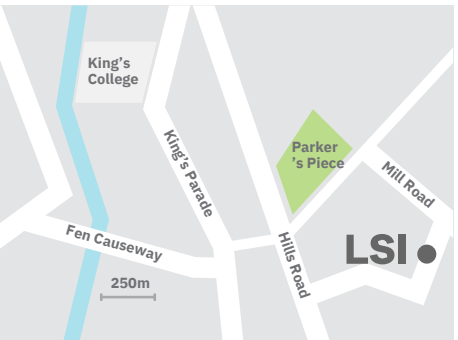 King's
College
King's Parade
Parker
's Piece
Mill Road
Fen Causeway
Hills Road
LSI
250m